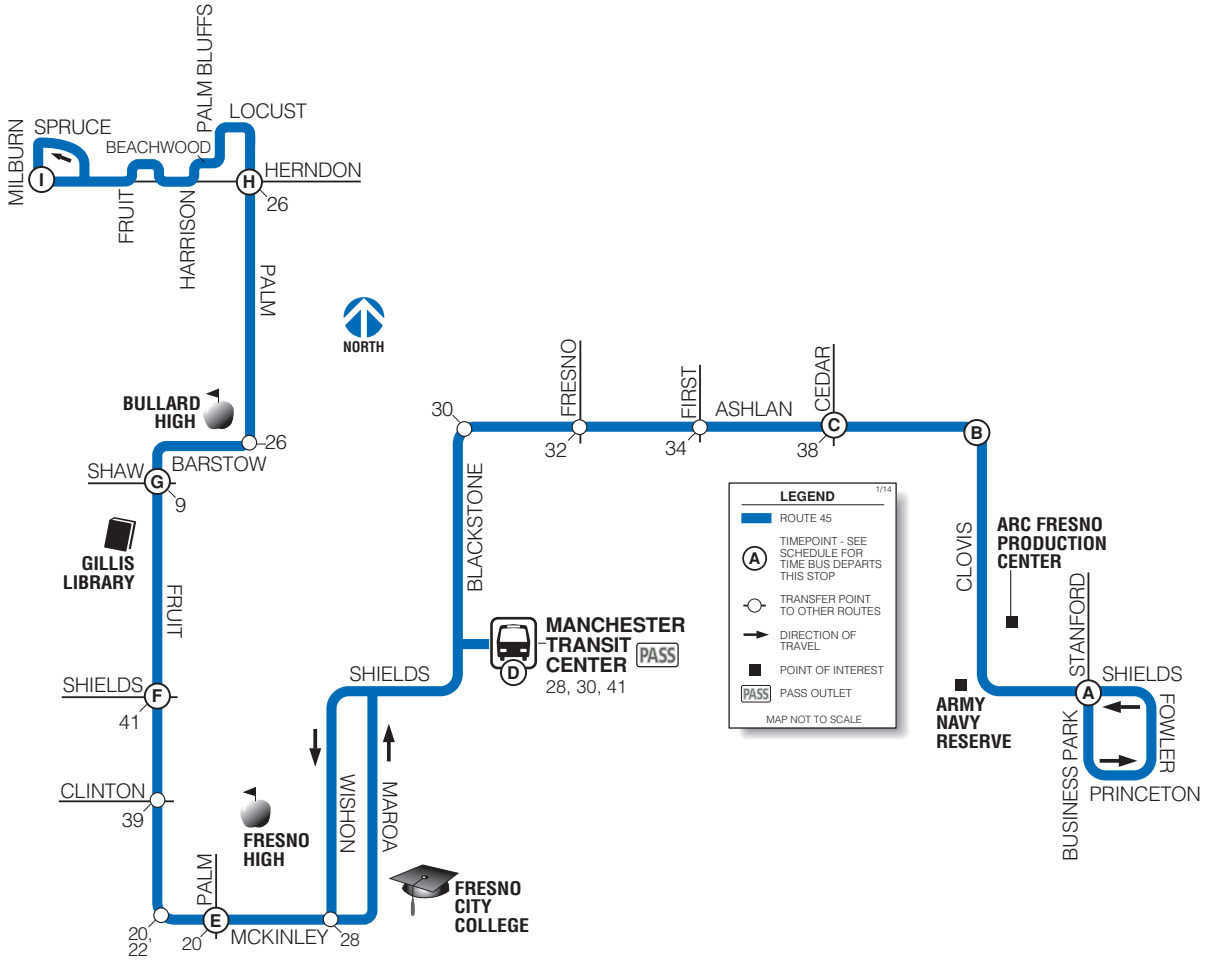 PALM BLUFFS
LOCUST
SPRUCE
MILBURN
BEACHWOOD
I
H
HERNDON
26
FRUIT
HARRISON
PALM
NORTH
BULLARD
HIGH
26
BARSTOW
SHAW
G
9
GILLIS
LIBRARY
FRUIT
SHIELDS
F
41
CLINTON
39
FRESNO
HIGH
20,
22
PALM
E
20
MCKINLEY
28
WISHON
MAROA
FRESNO
CITY
COLLEGE
SHIELDS
BLACKSTONE
MANCHESTER
TRANSIT
CENTER
PASS
D
28, 30, 41
30
FRESNO
32
FIRST
34
ASHLAN
CEDAR
C
38
B
CLOVIS
1/14
LEGEND
ROUTE 45
A
TIMEPOINT - SEE
SCHEDULE FOR
TIME BUS DEPARTS
THIS STOP
TRANSFER POINT
TO OTHER ROUTES
DIRECTION OF
TRAVEL
POINT OF INTEREST
PASS
PASS OUTLET
MAP NOT TO SCALE
ARC FRESNO
PRODUCTION
CENTER
STANFORD
SHIELDS
A
ARMY
NAVY
RESERVE
BUSINESS PARK
FOWLER
PRINCETON